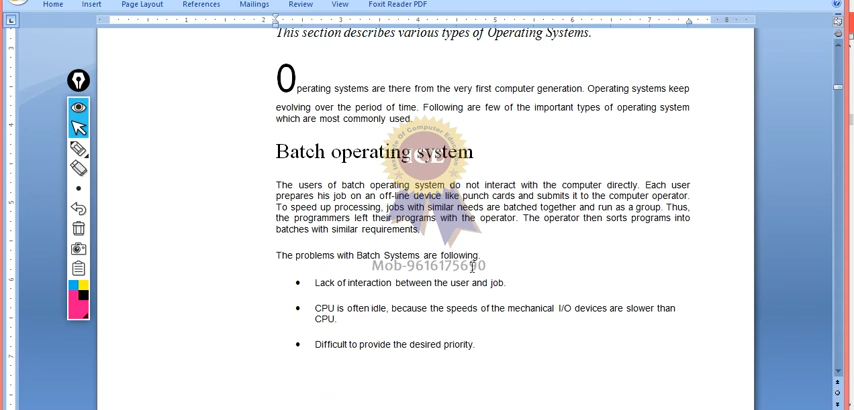 Home Insert Page Layout References Mailings Review View Foxit Reader PDF
This section describes various types of Operating Systems.
Operating systems are there from the very first computer generation. Operating systems keep
evolving over the period of time. Following are few of the important types of operating system
which are most commonly used.
Batch operating system
The users of batch operating system do not interact with the computer directly. Each user
prepares his job on an off-line device like punch cards and submits it to the computer operator.
To speed up processing, jobs with similar needs are batched together and run as a group. Thus,
the programmers left their programs with the operator. The operator then sorts programs into
batches with similar requirements.
The problems with Batch Systems are following.
Mob-9616175690
• Lack of interaction between the user and job.
• CPU is often idle, because the speeds of the mechanical I/O devices are slower than
CPU.
• Difficult to provide the desired priority.